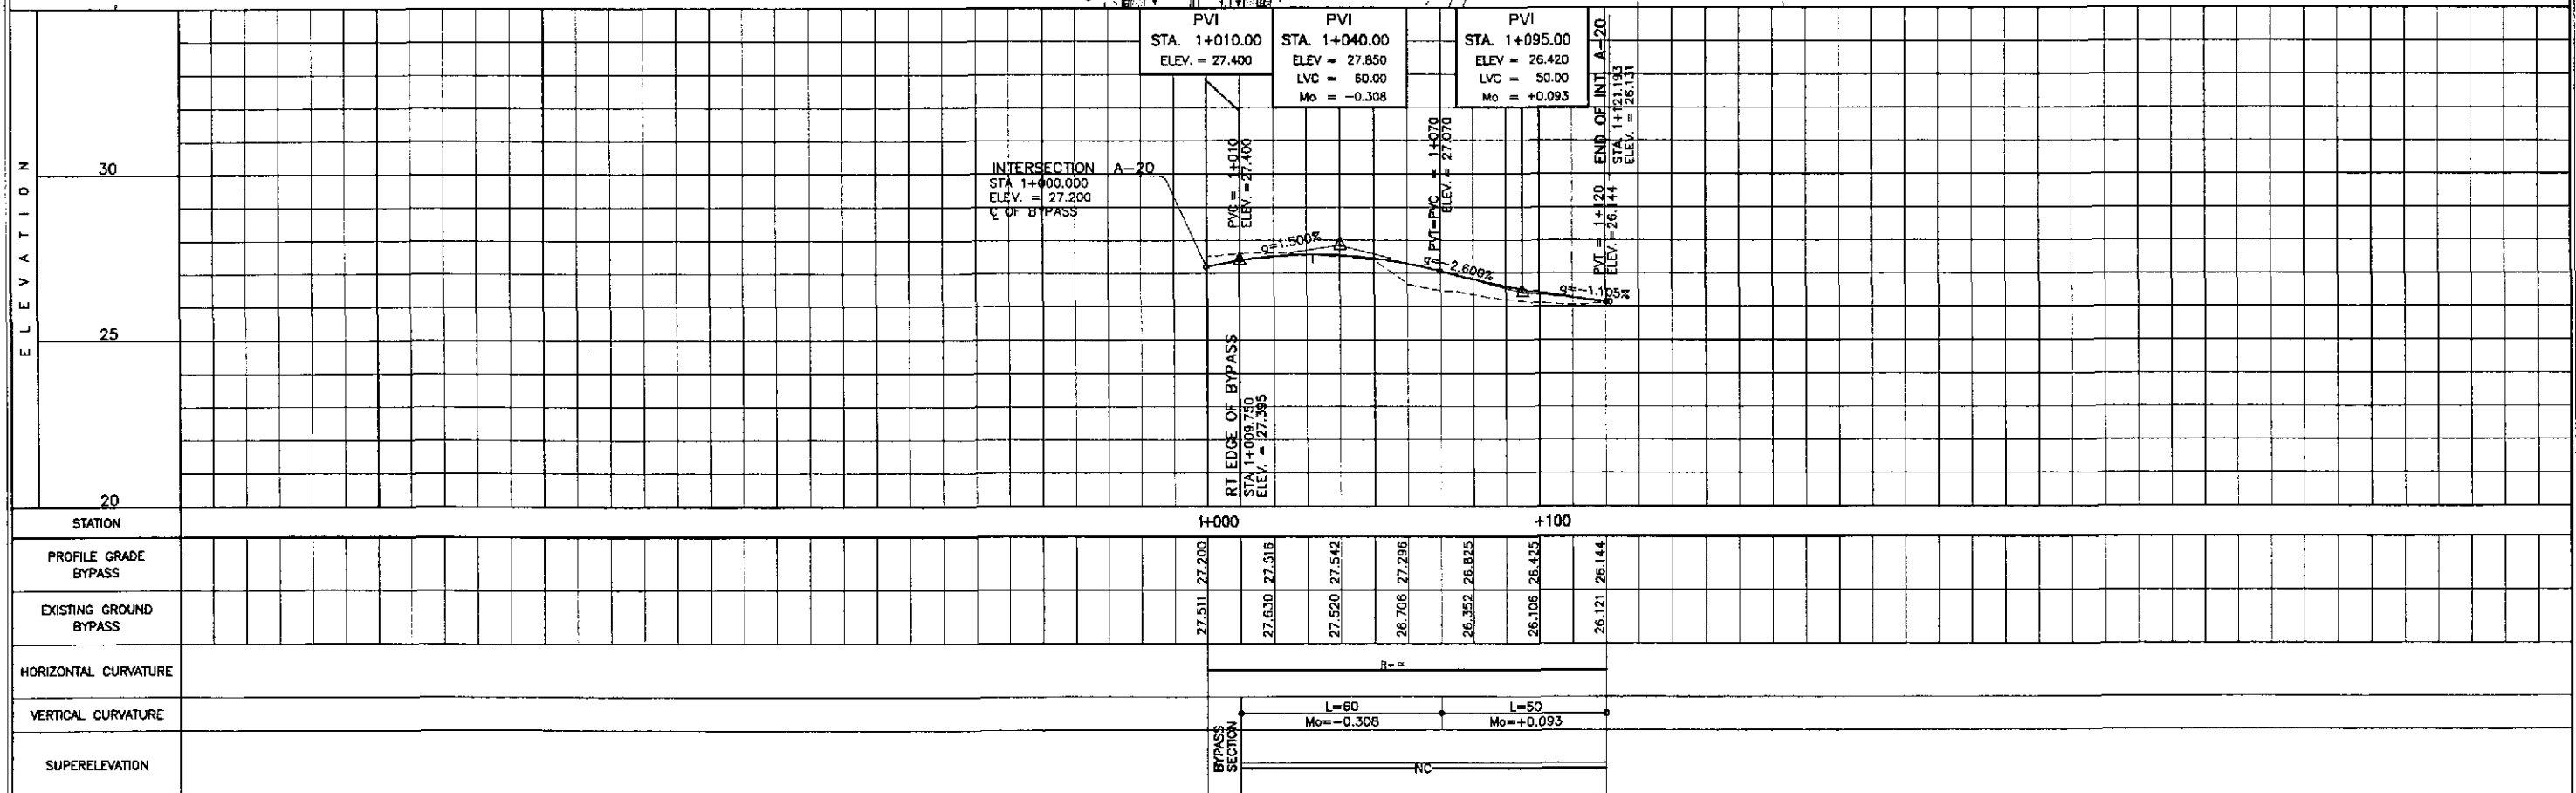 PVI
STA. 1+010.00
ELEV. = 27.400
PVI
STA. 1+040.00
ELEV = 27.850
LVC = 60.00
Mo = -0.308
PVI
STA. 1+095.00
ELEV = 26.420
LVC = 50.00
Mo = +0.093
END OF INT. A-20
STA. 1+121.193
ELEV. = 26.131
INTERSECTION A-20
STA 1+000.000
ELEV. = 27.200
℄ OF BYPASS
PVC = 1+010
ELEV. = 27.400
g=1.500%
PVT=PVC = 1+070
ELEV. = 27.070
g=-2.600%
PVT = 1+120
ELEV. = 26.144
g=-1.105%
RT EDGE OF BYPASS
STA 1+009.750
ELEV. = 27.395
ELEVATION
30
25
20
STATION
1+000
+100
PROFILE GRADE
BYPASS
27.200
27.516
27.542
27.296
26.825
26.425
26.144
EXISTING GROUND
BYPASS
27.511
27.630
27.520
26.706
26.352
26.106
26.121
HORIZONTAL CURVATURE
R=∝
VERTICAL CURVATURE
L=60
Mo=-0.308
L=50
Mo=+0.093
SUPERELEVATION
BYPASS
SECTION
NC